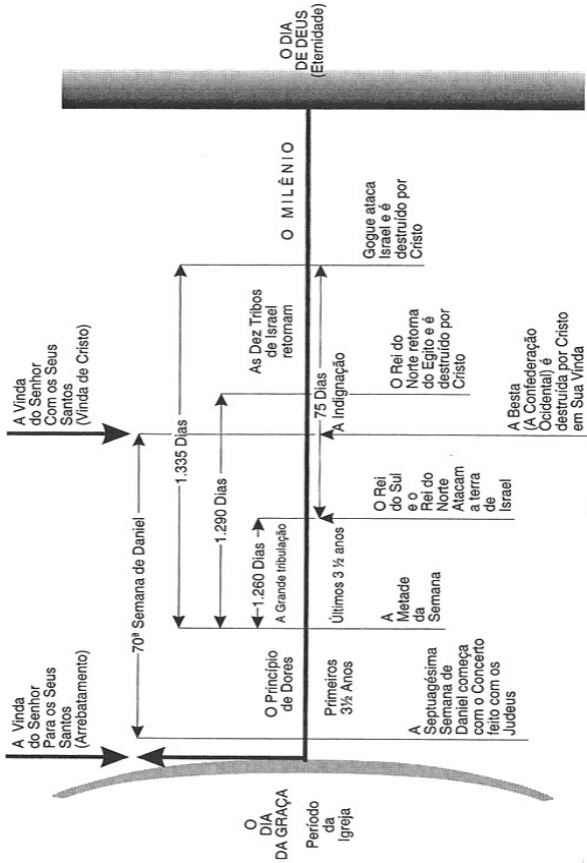 A Vinda
do Senhor
Para os Seus
Santos
(Arrebatamento)
A Vinda
do Senhor
Com os Seus
Santos
(Vinda de Cristo)
70ª Semana de Daniel
1.335 Dias
1.290 Dias
1.260 Dias
A Grande tribulação
O Princípio
de Dores
As Dez Tribos
de Israel
retornam
O MILÊNIO
O DIA
DE DEUS
(Eternidade)
O
DIA
DA GRAÇA
Período
da
Igreja
Primeiros
3½ Anos
Últimos 3 ½ anos
75 Dias
A Indignação
A
Septuagésima
Semana de
Daniel começa
com o Concerto
feito com os
Judeus
A
Metade
da
Semana
O Rei
do Sul
e o
Rei do
Norte
Atacam
a terra
de
Israel
A Besta
(A Confederação
Ocidental) é
destruída por Cristo
em Sua Vinda
O Rei do
Norte retorna
do Egito e é
destruído por
Cristo
Gogue ataca
Israel e é
destruído por
Cristo